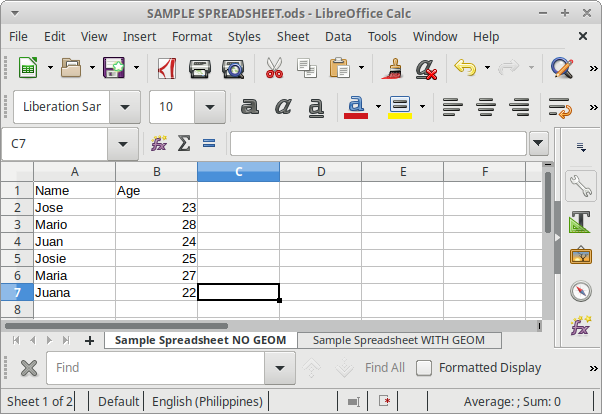 SAMPLE SPREADSHEET.ods - LibreOffice Calc
File Edit View Insert Format Styles Sheet Data Tools Window Help
Liberation Sar 10 a a a a
C7 fx Σ =
A B C D E F
1 Name Age
2 Jose 23
3 Mario 28
4 Juan 24
5 Josie 25
6 Maria 27
7 Juana 22
8
Sample Spreadsheet NO GEOM Sample Spreadsheet WITH GEOM
Find Find All Formatted Display
Sheet 1 of 2 Default English (Philippines) Average: ; Sum: 0